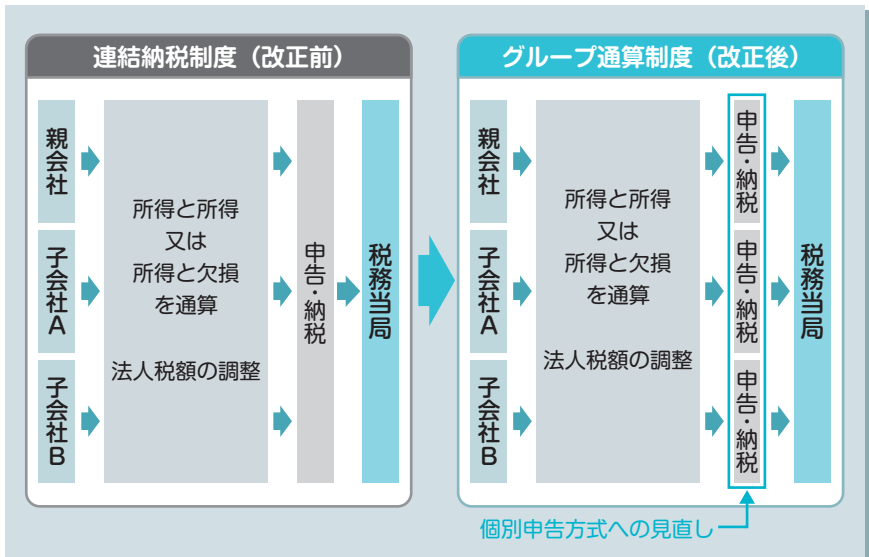 連結納税制度（改正前）
親会社
子会社A
子会社B
所得と所得
又は
所得と欠損
を通算
法人税額の調整
申告・納税
税務当局
グループ通算制度（改正後）
親会社
子会社A
子会社B
所得と所得
又は
所得と欠損
を通算
法人税額の調整
申告・納税
申告・納税
申告・納税
税務当局
個別申告方式への見直し